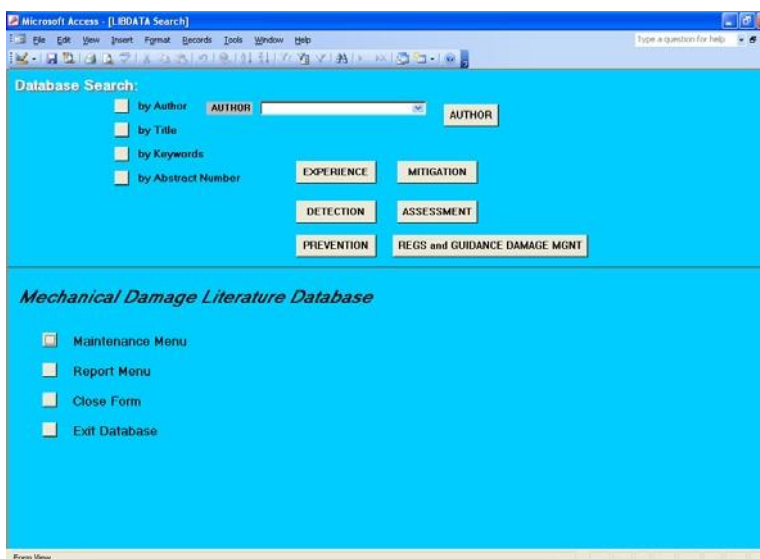 Microsoft Access - [LIBDATA Search]
File Edit View Insert Format Records Tools Window Help
Type a question for help
Database Search:
by Author AUTHOR AUTHOR
by Title
by Keywords
by Abstract Number
EXPERIENCE MITIGATION
DETECTION ASSESSMENT
PREVENTION REGS and GUIDANCE DAMAGE MGNT
Mechanical Damage Literature Database
Maintenance Menu
Report Menu
Close Form
Exit Database
Form View